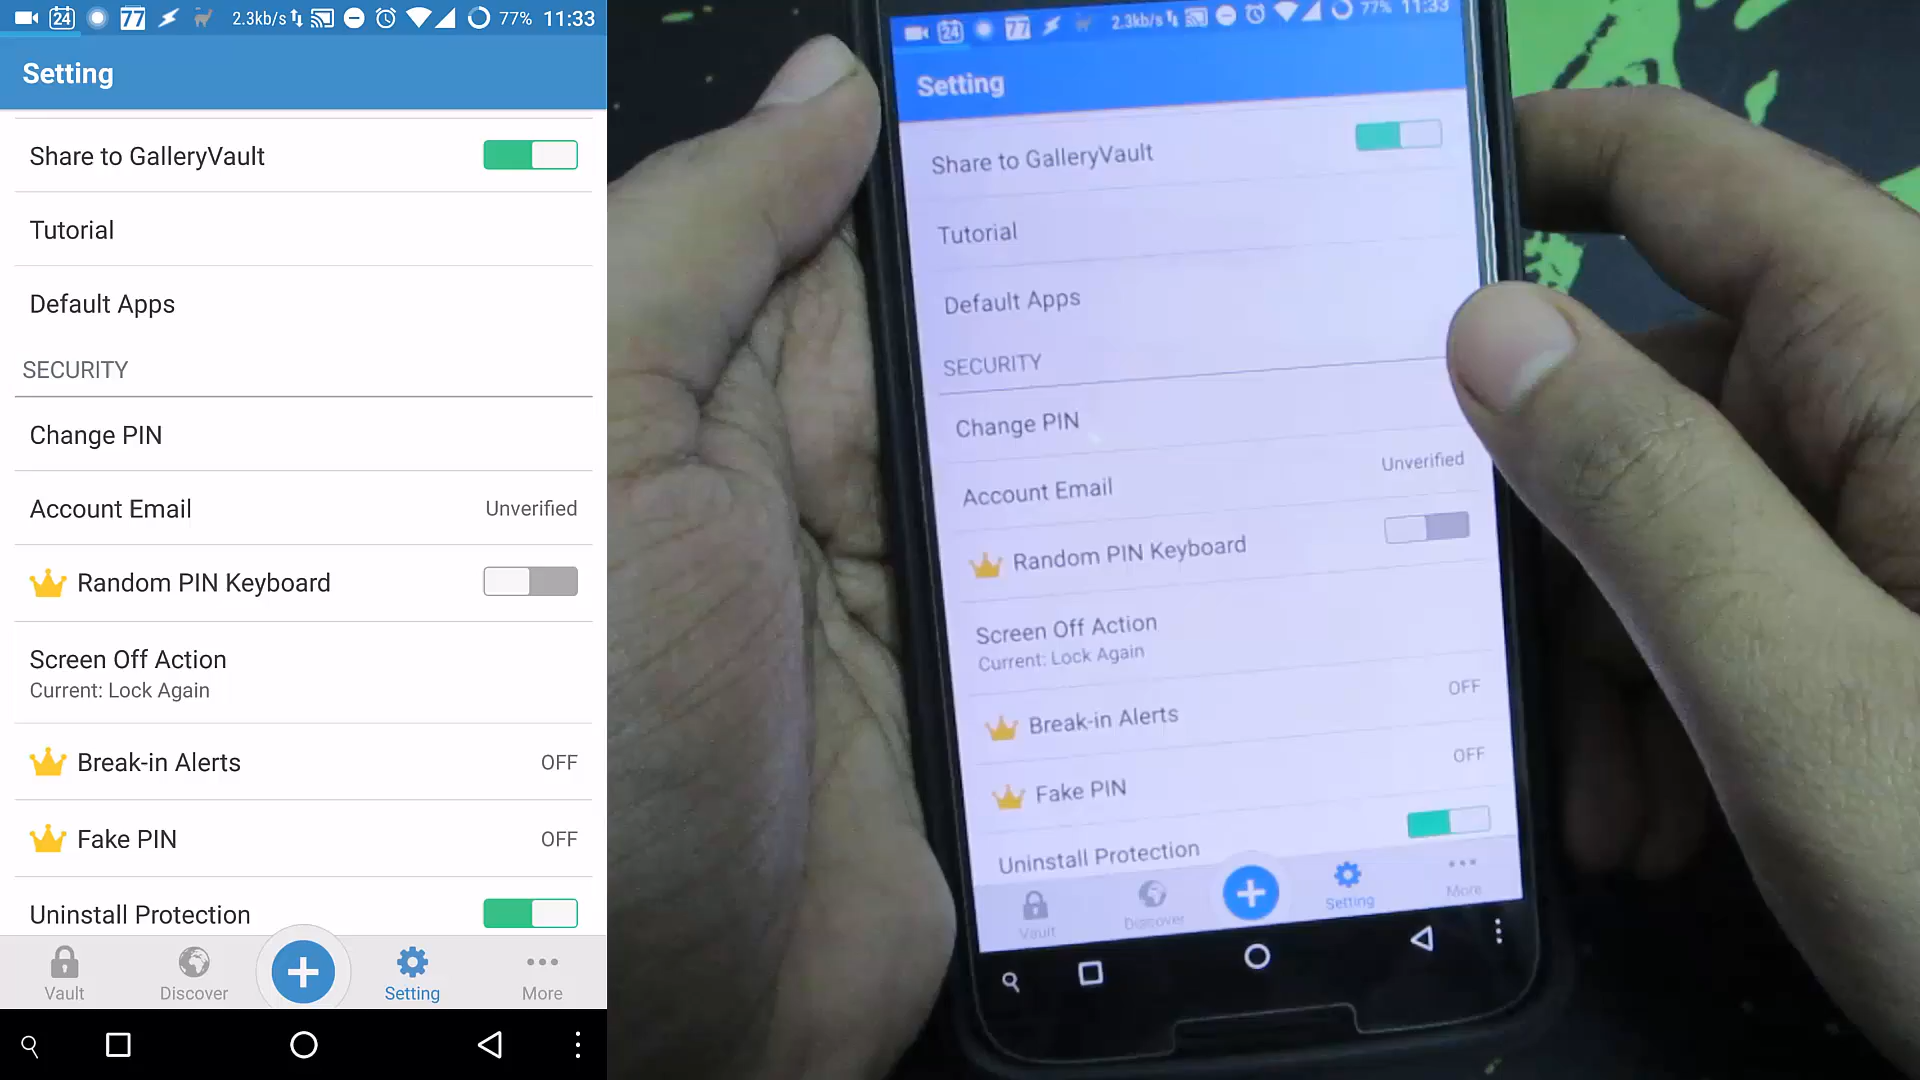 24 77 2.3kb/s 77% 11:33
Setting
Share to GalleryVault
Tutorial
Default Apps
SECURITY
Change PIN
Account Email Unverified
Random PIN Keyboard
Screen Off Action
Current: Lock Again
Break-in Alerts OFF
Fake PIN OFF
Uninstall Protection
Vault Discover Setting More
24 77 2.3kb/s 77% 11:33
Setting
Share to GalleryVault
Tutorial
Default Apps
SECURITY
Change PIN
Account Email Unverified
Random PIN Keyboard
Screen Off Action
Current: Lock Again
Break-in Alerts OFF
Fake PIN OFF
Uninstall Protection
Vault Discover Setting More